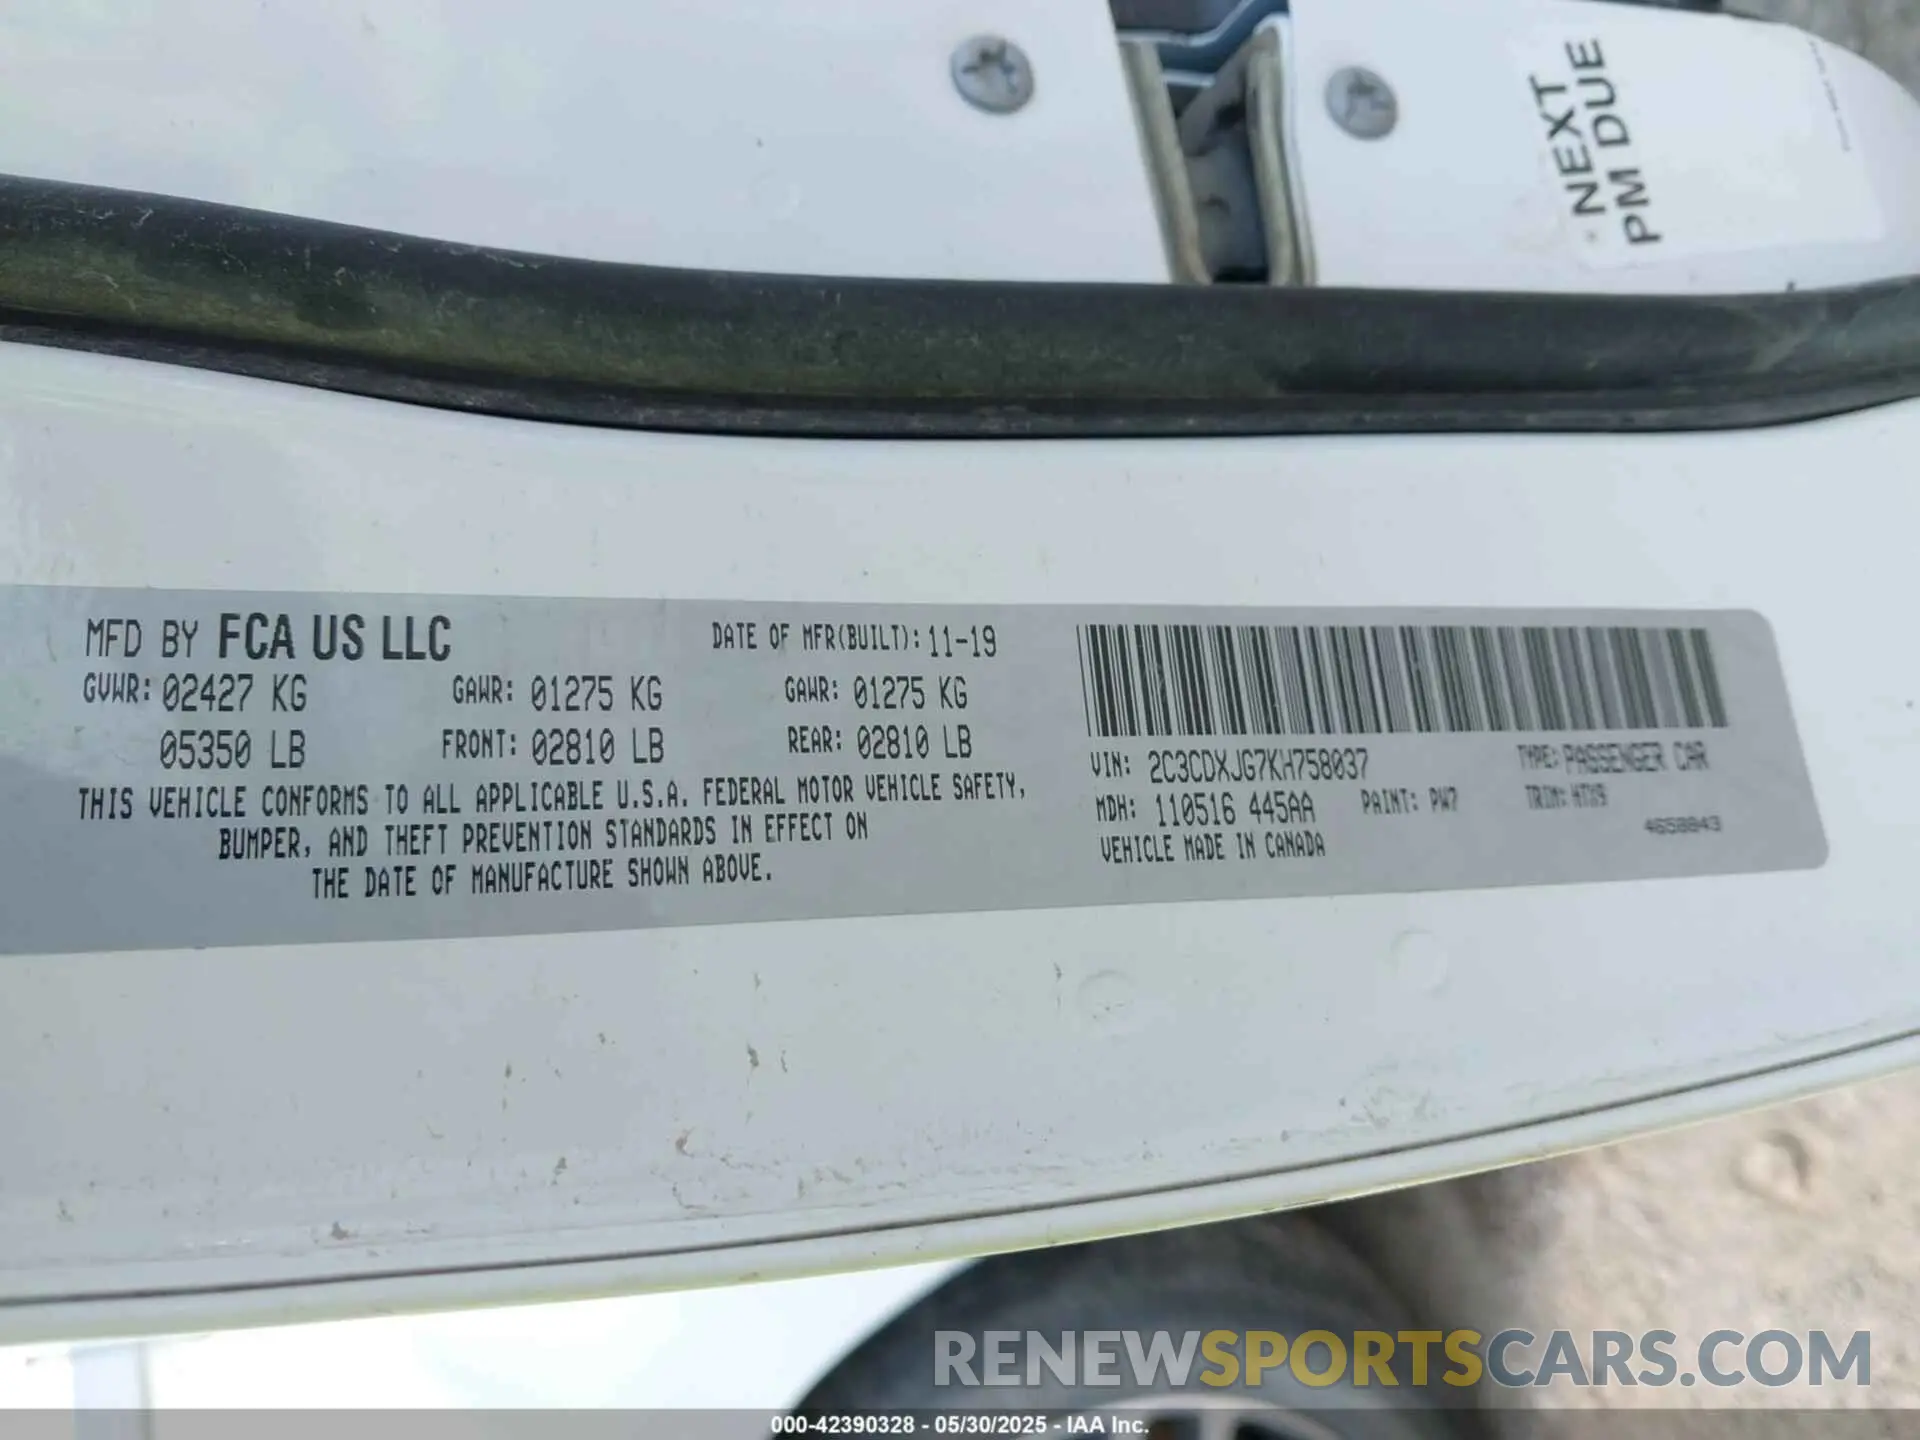 NEXT
PM DUE
MFD BY FCA US LLC
DATE OF MFR(BUILT): 11-19
GVWR: 02427 KG
GAWR: 01275 KG
GAWR: 01275 KG
05350 LB
FRONT: 02810 LB
REAR: 02810 LB
THIS VEHICLE CONFORMS TO ALL APPLICABLE U.S.A. FEDERAL MOTOR VEHICLE SAFETY,
BUMPER, AND THEFT PREVENTION STANDARDS IN EFFECT ON
THE DATE OF MANUFACTURE SHOWN ABOVE.
VIN: 2C3CDXJG7KH758037
TYPE: PASSENGER CAR
MDH: 110516 445AA
PAINT: PW7
TRIM: HTX9
VEHICLE MADE IN CANADA
RENEWSPORTSCARS.COM
000-42390328 - 05/30/2025 - IAA Inc.